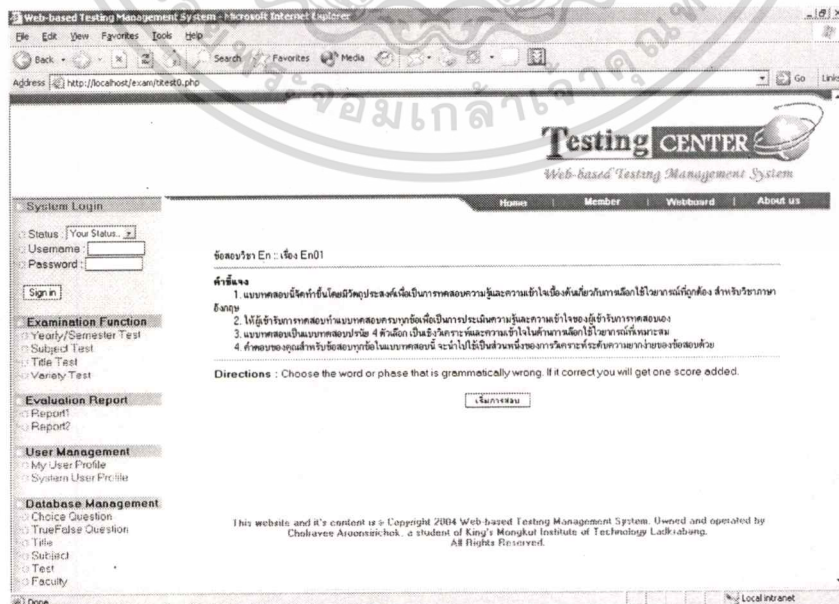 Web-based Testing Management System - Microsoft Internet Explorer
File Edit View Favorites Tools Help
Back Search Favorites Media
Address http://localhost/exam/titest0.php Go Links
พระจอมเกล้าเจ้าคุณ
Testing CENTER
Web-Based Testing Management System
Home | Member | Webboard | About us
System Login
Status : Your Status..
Username :
Password :
Sign in
Examination Function
Yearly/Semester Test
Subject Test
Title Test
Variety Test
Evaluation Report
Report1
Report2
User Management
My User Profile
System User Profile
Database Management
Choice Question
TrueFalse Question
Title
Subject
Test
Faculty
ข้อสอบวิชา En :: เรื่อง En01
คำชี้แจง
1. แบบทดสอบนี้จัดทำขึ้นโดยมีวัตถุประสงค์เพื่อเป็นการทดสอบความรู้และความเข้าใจเบื้องต้นเกี่ยวกับการเลือกใช้ไวยากรณ์ที่ถูกต้อง สำหรับวิชาภาษา
อังกฤษ
2. ให้ผู้เข้ารับการทดสอบทำแบบทดสอบครบทุกข้อเพื่อเป็นการประเมินความรู้และความเข้าใจของผู้เข้ารับการทดสอบเอง
3. แบบทดสอบเป็นแบบทดสอบปรนัย 4 ตัวเลือก เป็นเชิงวิเคราะห์และความเข้าใจในด้านการเลือกใช้ไวยากรณ์ที่เหมาะสม
4. คำตอบของคุณสำหรับข้อสอบทุกข้อในแบบทดสอบนี้ จะนำไปใช้เป็นส่วนหนึ่งของการวิเคราะห์ระดับความยากง่ายของข้อสอบด้วย
Directions : Choose the word or phase that is grammatically wrong. If it correct you will get one score added.
เริ่มการสอบ
This website and it's content is © Copyright 2004 Web-based Testing Management System. Owned and operated by
Cholravee Aroonsirichok, a student of King's Mongkut Institute of Technology Ladkrabang.
All Rights Reserved.
Done Local intranet